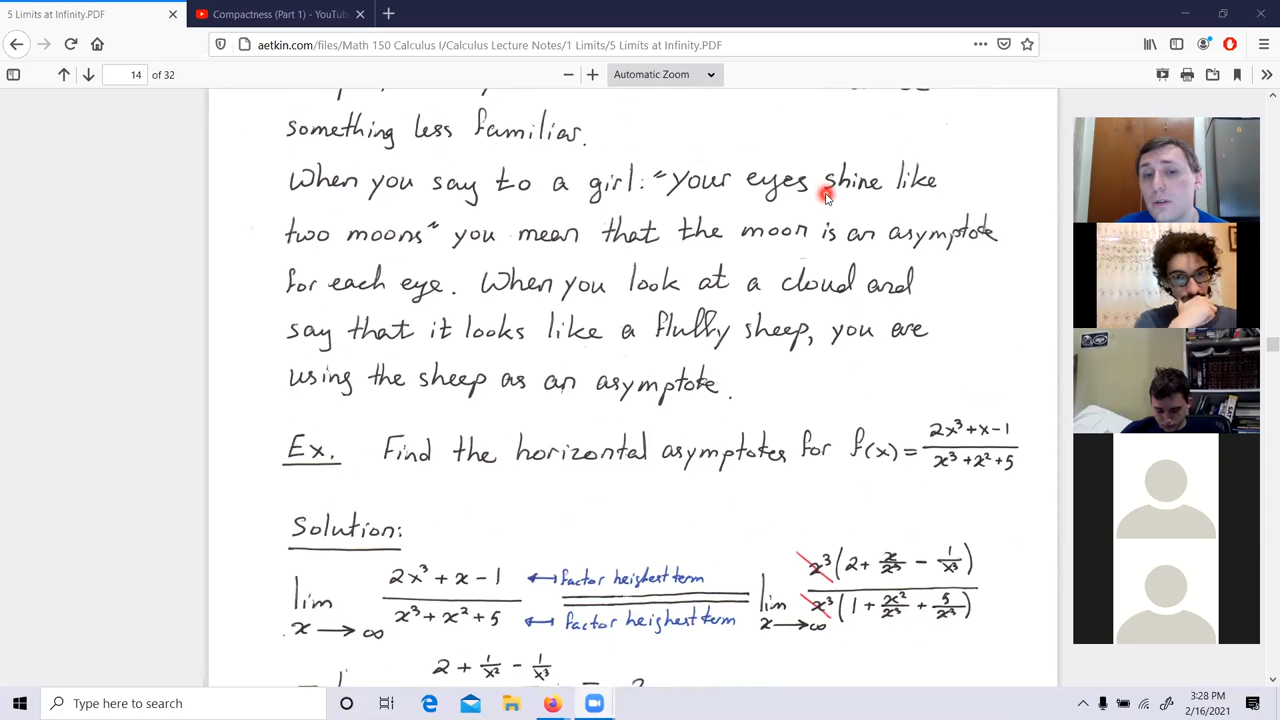 5 Limits at Infinity.PDF
Compactness (Part 1) - YouTub
aetkin.com/files/Math 150 Calculus I/Calculus Lecture Notes/1 Limits/5 Limits at Infinity.PDF
14 of 32
Automatic Zoom
something less familiar.
When you say to a girl: "your eyes shine like
two moons" you mean that the moon is an asymptote
for each eye. When you look at a cloud and
say that it looks like a fluffy sheep, you are
using the sheep as an asymptote.
Ex. Find the horizontal asymptotes for f(x) = (2x³+x-1)/(x³+x²+5)
Solution:
lim x→∞ (2x³+x-1)/(x³+x²+5) ← factor heighest term ← factor heighest term = lim x→∞ x³(2+x/x³-1/x³)/x³(1+x²/x³+5/x³)
2+1/x²-1/x³ =
Type here to search
3:28 PM
2/16/2021